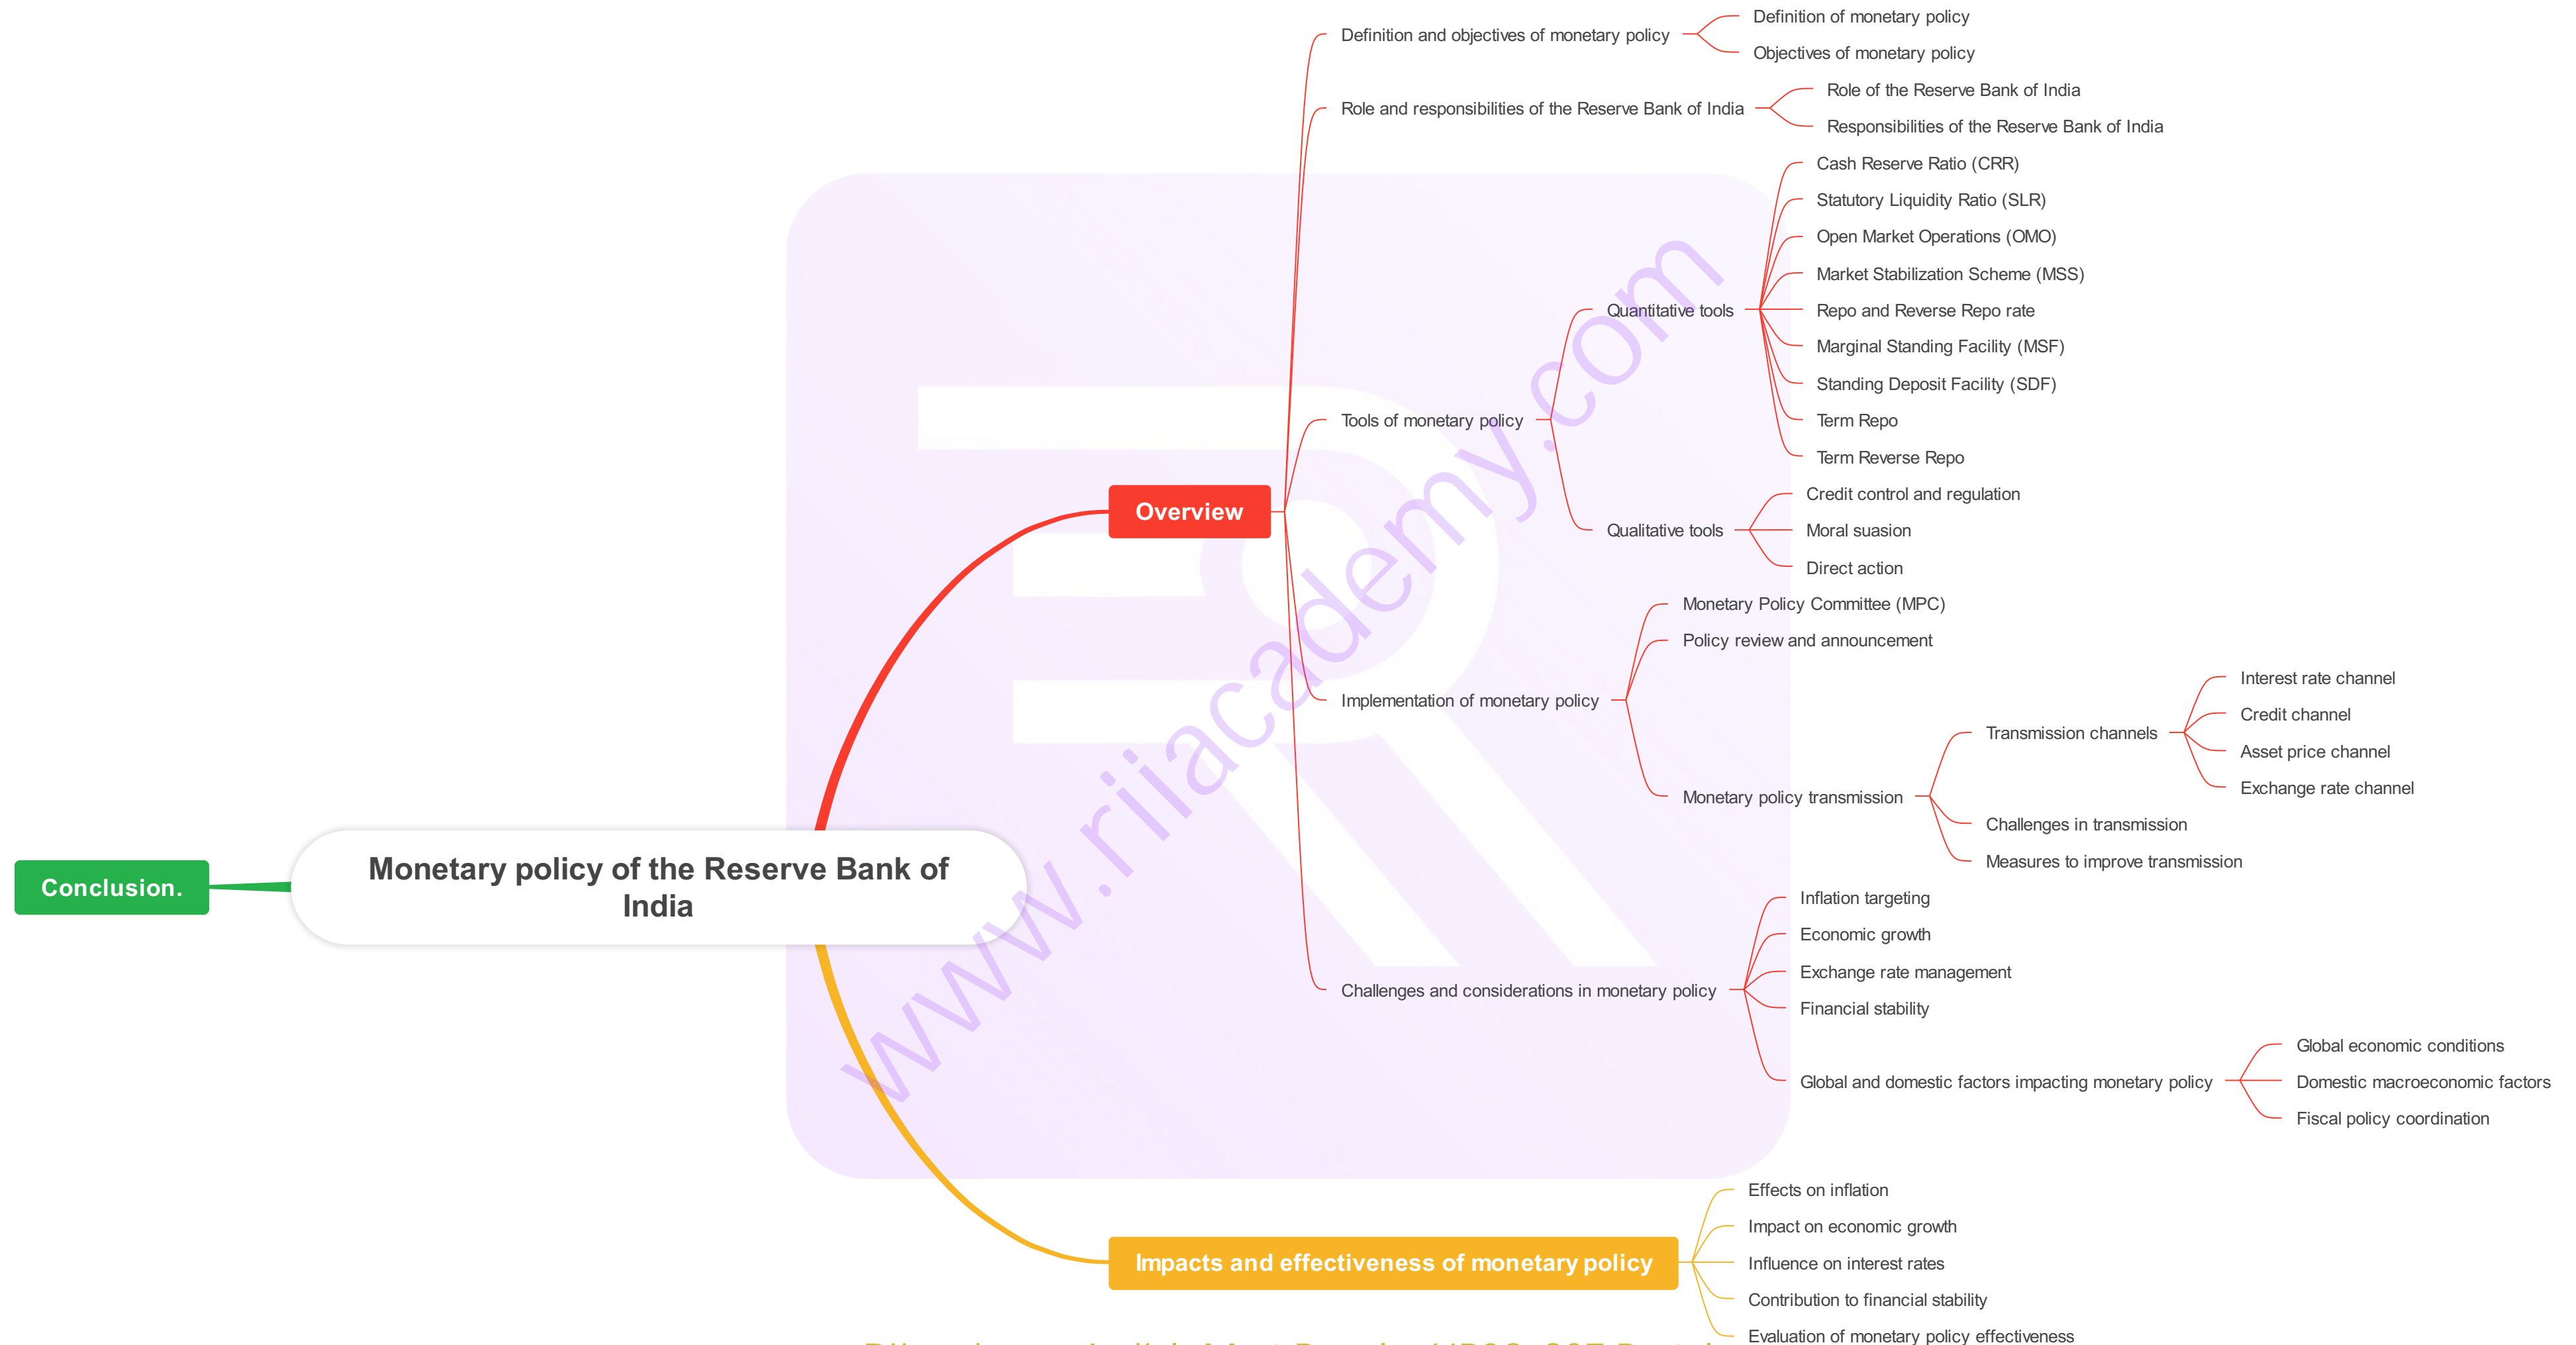 Definition of monetary policy
Definition and objectives of monetary policy
Objectives of monetary policy
Role of the Reserve Bank of India
Role and responsibilities of the Reserve Bank of India
Responsibilities of the Reserve Bank of India
Cash Reserve Ratio (CRR)
Statutory Liquidity Ratio (SLR)
Open Market Operations (OMO)
Market Stabilization Scheme (MSS)
Quantitative tools
Repo and Reverse Repo rate
Marginal Standing Facility (MSF)
Standing Deposit Facility (SDF)
Tools of monetary policy
Term Repo
Term Reverse Repo
Credit control and regulation
Overview
Qualitative tools
Moral suasion
Direct action
Monetary Policy Committee (MPC)
Policy review and announcement
Implementation of monetary policy
Interest rate channel
Credit channel
Transmission channels
Asset price channel
Exchange rate channel
Monetary policy transmission
Challenges in transmission
Measures to improve transmission
Conclusion.
Monetary policy of the Reserve Bank of
India
Inflation targeting
Economic growth
Exchange rate management
Challenges and considerations in monetary policy
Financial stability
Global economic conditions
Global and domestic factors impacting monetary policy
Domestic macroeconomic factors
Fiscal policy coordination
Effects on inflation
Impact on economic growth
Impacts and effectiveness of monetary policy
Influence on interest rates
Contribution to financial stability
Evaluation of monetary policy effectiveness
www.riiacademy.com